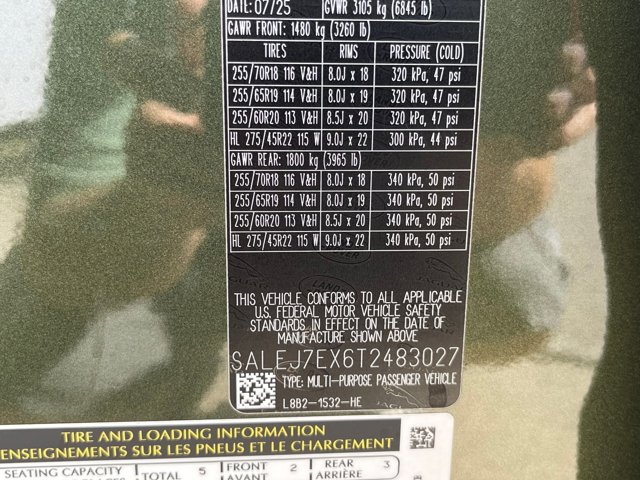 DATE: 07/25 GVWR 3105 kg (6845 lb)
GAWR FRONT: 1480 kg (3260 lb)
TIRES RIMS PRESSURE (COLD)
255/70R18 116 V&H 8.0J x 18 320 kPa, 47 psi
255/65R19 114 V&H 8.0J x 19 320 kPa, 47 psi
255/60R20 113 V&H 8.5J x 20 320 kPa, 47 psi
HL 275/45R22 115 W 9.0J x 22 300 kPa, 44 psi
GAWR REAR: 1800 kg (3965 lb)
255/70R18 116 V&H 8.0J x 18 340 kPa, 50 psi
255/65R19 114 V&H 8.0J x 19 340 kPa, 50 psi
255/60R20 113 V&H 8.5J x 20 340 kPa, 50 psi
HL 275/45R22 115 W 9.0J x 22 340 kPa, 50 psi
THIS VEHICLE CONFORMS TO ALL APPLICABLE
U.S. FEDERAL MOTOR VEHICLE SAFETY
STANDARDS IN EFFECT ON THE DATE OF
MANUFACTURE SHOWN ABOVE
SALEJ7EX6T2483027
TYPE: MULTI-PURPOSE PASSENGER VEHICLE
L8B2-1532-HE
TIRE AND LOADING INFORMATION
RENSEIGNEMENTS SUR LES PNEUS ET LE CHARGEMENT
SEATING CAPACITY TOTAL 5 FRONT 2 REAR 3
AVANT ARRIÈRE